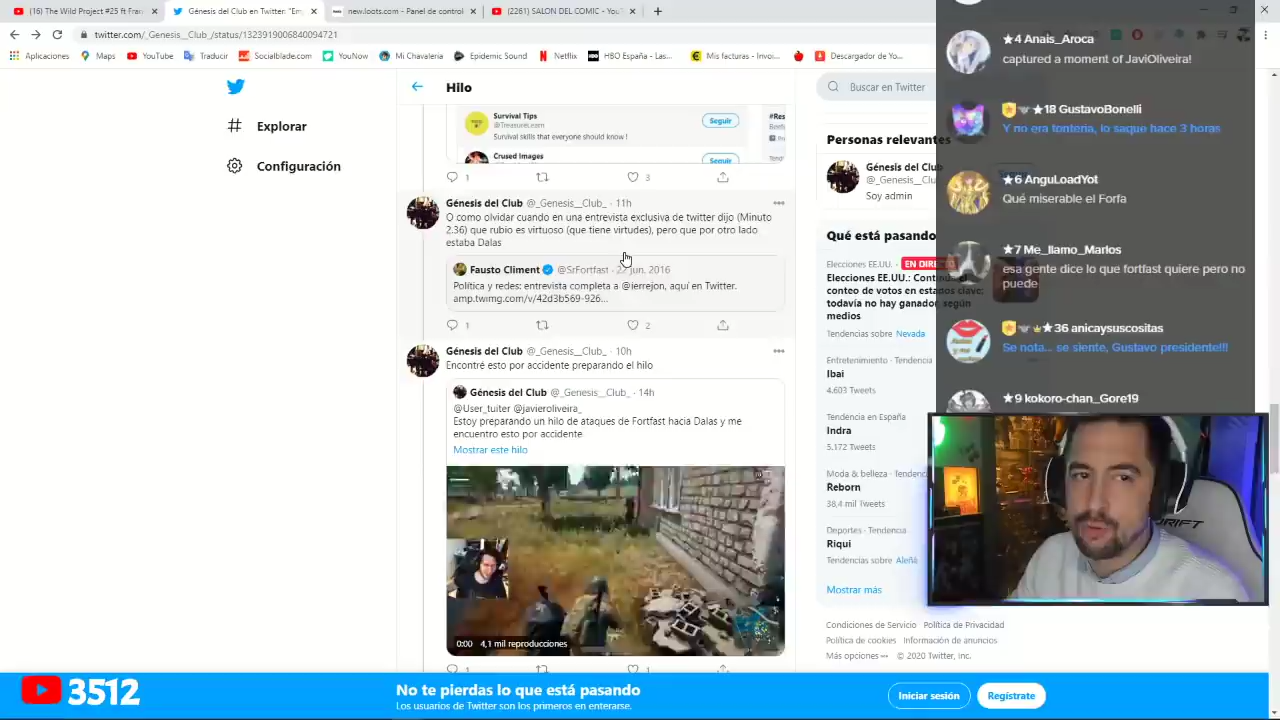 (16) The Wild Project #25 ft Fran
Génesis del Club en Twitter: "Em
new.loots.com - Panel de control
(2261) SALON DEL COMIC - YouT
twitter.com/_Genesis__Club_/status/1323919006840094721
Aplicaciones
Maps
YouTube
Traducir
Socialblade.com
YouNow
Mi Chavalería
Epidemic Sound
Netflix
HBO España - Las...
Mis facturas - Invoi...
Descargar de Yo...
Explorar
Configuración
Hilo
Survival Tips
@TreasureLearn
Survival skills that everyone should know !
Seguir
Crused Images
Seguir
1
3
Génesis del Club @_Genesis__Club_ · 11h
O como olvidar cuando en una entrevista exclusiva de twitter dijo (Minuto
2.36) que rubio es virtuoso (que tiene virtudes), pero que por otro lado
estaba Dalas
Fausto Climent @SrFortfast · 22 jun. 2016
Política y redes: entrevista completa a @ierrejon, aquí en Twitter.
amp.twimg.com/v/42d3b569-926...
1
2
Génesis del Club @_Genesis__Club_ · 10h
Encontré esto por accidente preparando el hilo
Génesis del Club @_Genesis__Club_ · 14h
@User_tuiter @javieroliveira_
Estoy preparando un hilo de ataques de Fortfast hacia Dalas y me
encuentro esto por accidente
Mostrar este hilo
0:00 4,1 mil reproducciones
1
1
Buscar en Twitter
Personas relevantes
Génesis del Club
@_Genesis__Clu
Soy admin
Qué está pasando
Elecciones EE.UU. · EN DIRE
Elecciones EE.UU.: Continúa el
conteo de votos en estados clave;
todavía no hay ganador, según
medios
Tendencias sobre Nevada
Entretenimiento · Tendencia
Ibai
4.603 Tweets
Tendencia en España
Indra
5.172 Tweets
Moda & belleza · Tendenci
Reborn
38,4 mil Tweets
Deportes · Tendencia
Riqui
Tendencias sobre Aleñá
Mostrar más
Condiciones de Servicio Política de Privacidad
Política de cookies Información de anuncios
Más opciones © 2020 Twitter, Inc.
★4 Anais_Aroca
captured a moment of JaviOliveira!
★18 GustavoBonelli
Y no era tontería, lo saque hace 3 horas
★6 AnguLoadYot
Qué miserable el Forfa
★7 Me_llamo_Marlos
esa gente dice lo que fortfast quiere pero no
puede
★36 anicaysuscositas
Se nota... se siente, Gustavo presidente!!!
★9 kokoro-chan_Gore19
DRIFT
3512
No te pierdas lo que está pasando
Los usuarios de Twitter son los primeros en enterarse.
Iniciar sesión
Regístrate